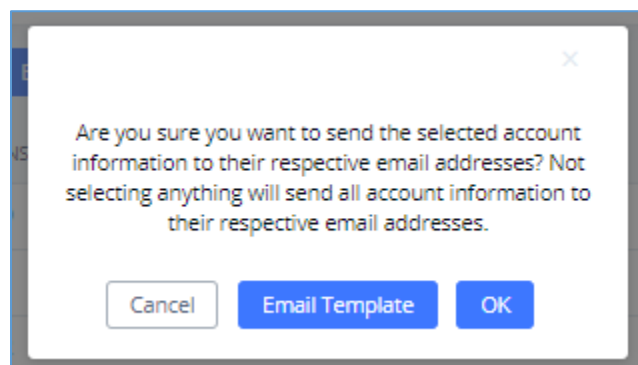 ×
Are you sure you want to send the selected account
information to their respective email addresses? Not
selecting anything will send all account information to
their respective email addresses.
Cancel Email Template OK